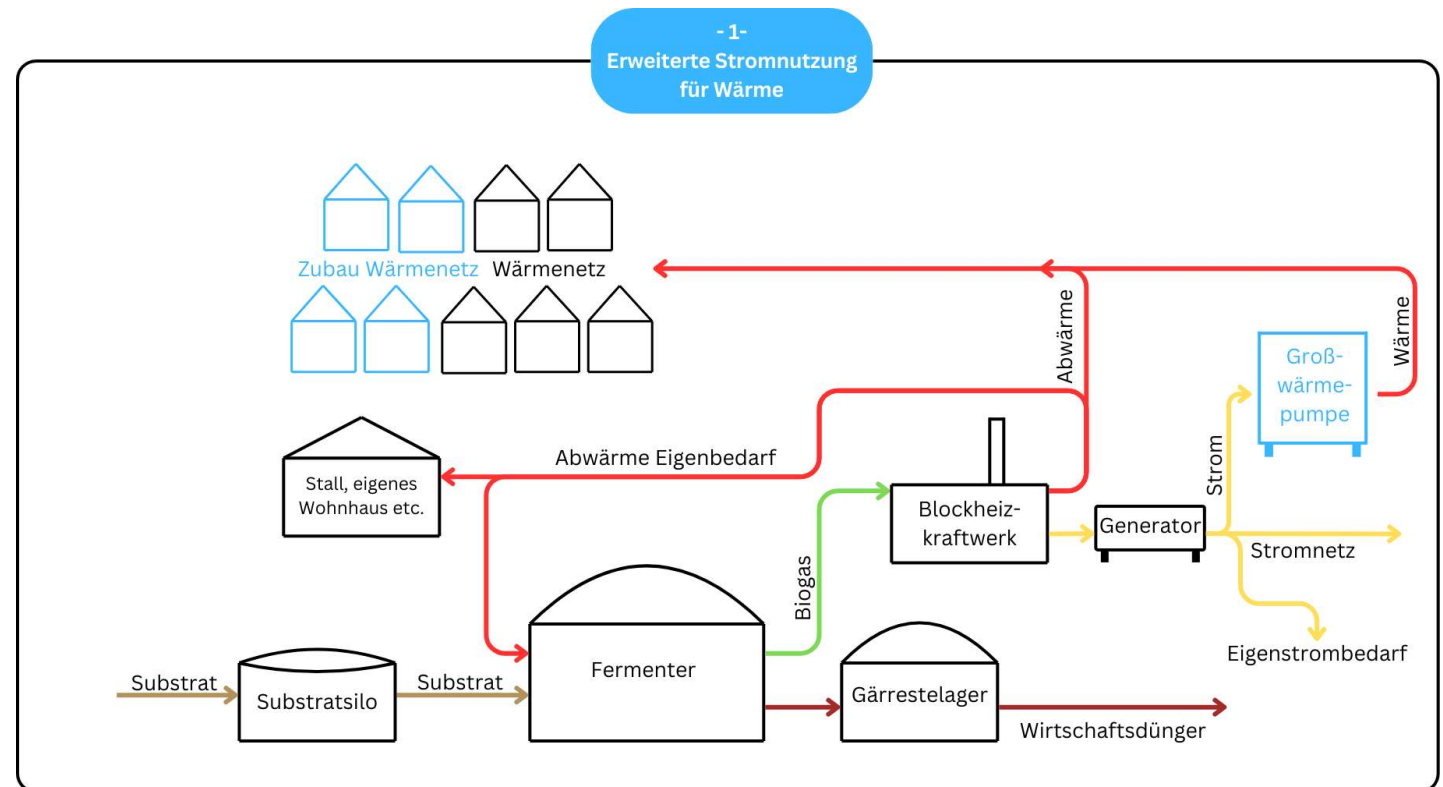 - 1-
Erweiterte Stromnutzung
für Wärme
Zubau Wärmenetz
Wärmenetz
Abwärme
Wärme
Groß-
wärme-
pumpe
Strom
Abwärme Eigenbedarf
Stall, eigenes
Wohnhaus etc.
Blockheiz-
kraftwerk
Generator
Stromnetz
Biogas
Eigenstrombedarf
Substrat
Substratsilo
Substrat
Fermenter
Gärrestelager
Wirtschaftsdünger